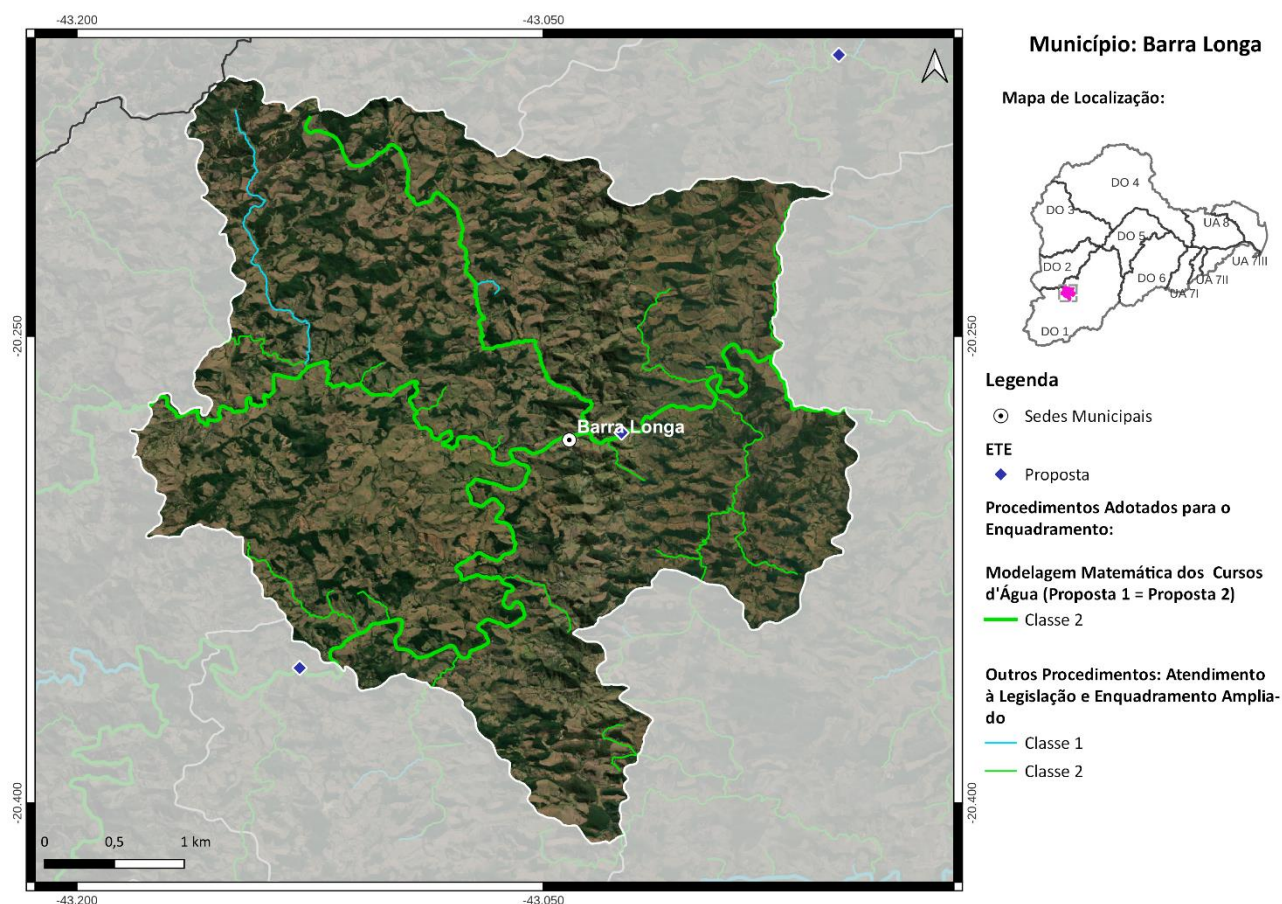 -43.200
-43.050
Município: Barra Longa
Mapa de Localização:
DO 4
DO 3
UA 8
DO 5
UA 7III
DO 2
DO 6
UA 7II
UA 7I
DO 1
-20.250
-20.250
Legenda
Sedes Municipais
Barra Longa
ETE
Proposta
Procedimentos Adotados para o
Enquadramento:
Modelagem Matemática dos Cursos
d'Água (Proposta 1 = Proposta 2)
Classe 2
Outros Procedimentos: Atendimento
à Legislação e Enquadramento Amplia-
do
Classe 1
Classe 2
-20.400
-20.400
0 0,5 1 km
-43.200
-43.050